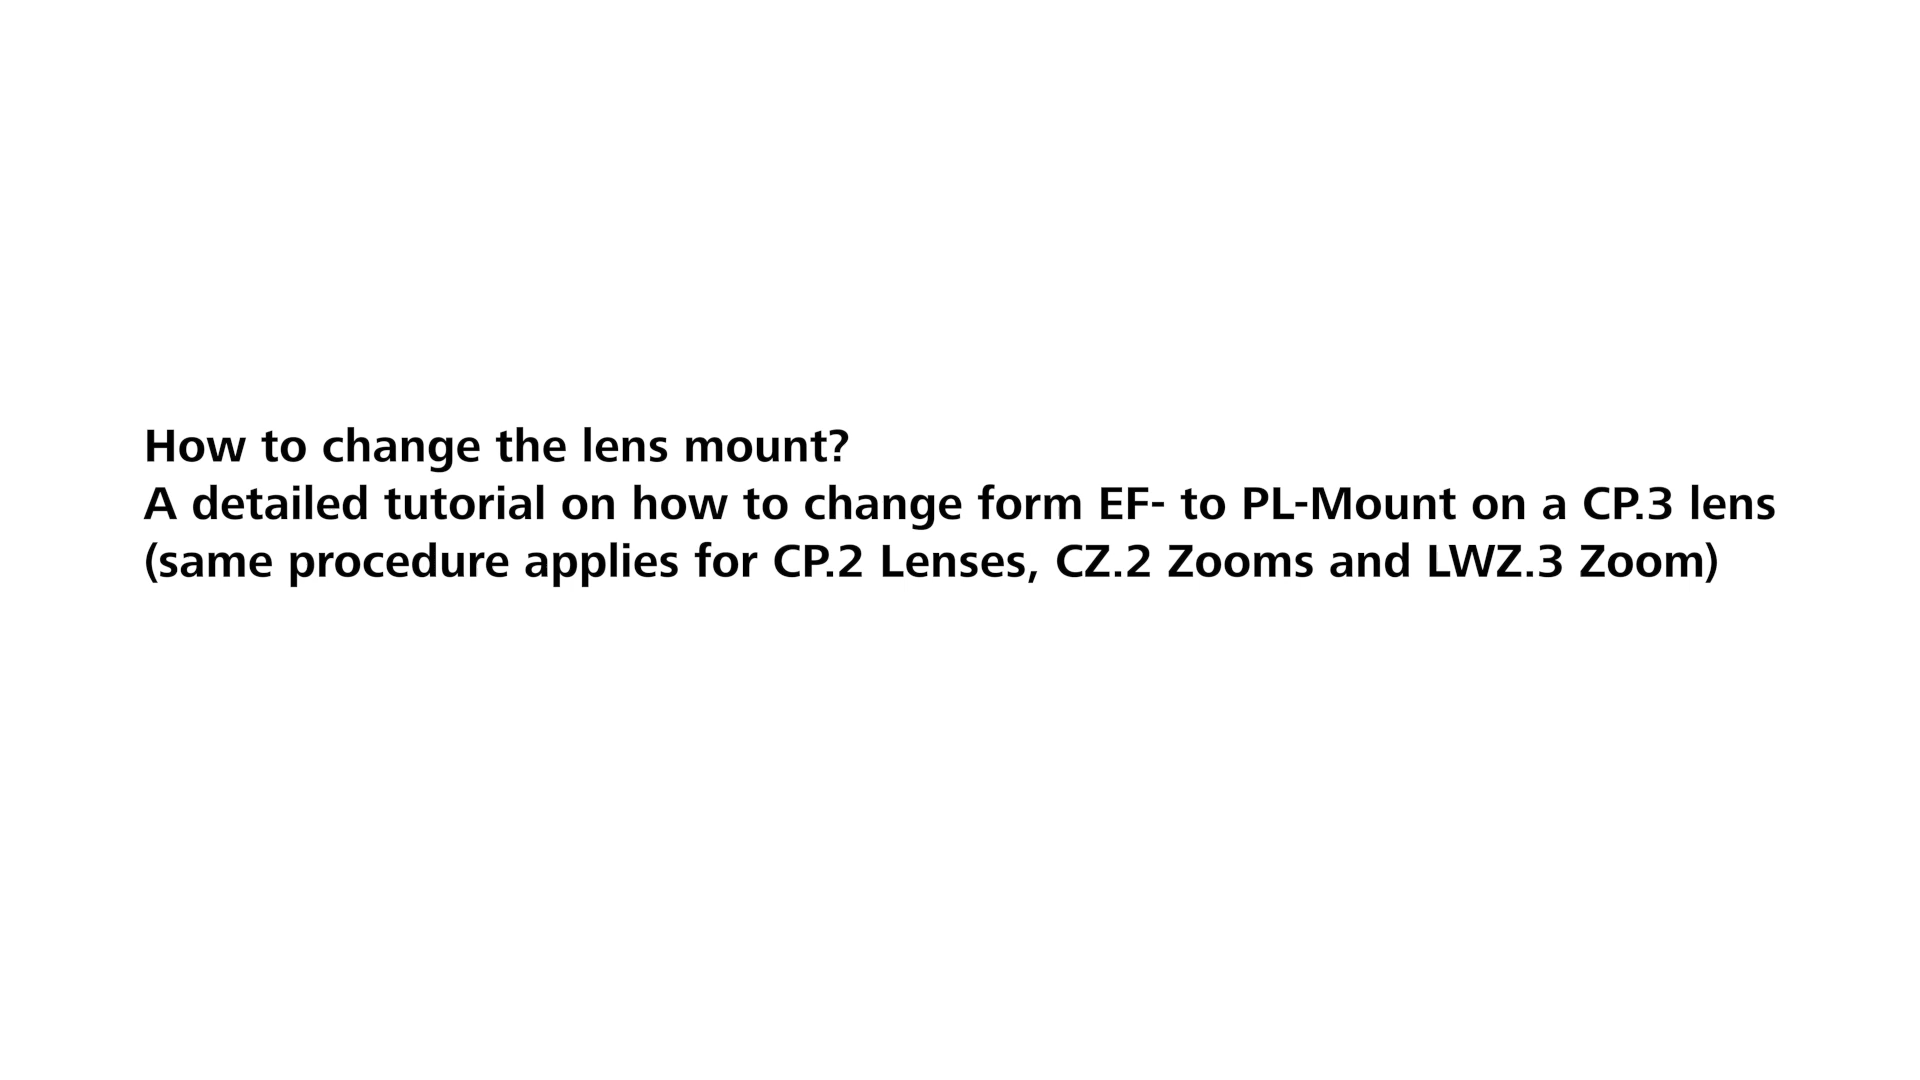 How to change the lens mount?
A detailed tutorial on how to change form EF- to PL-Mount on a CP.3 lens
(same procedure applies for CP.2 Lenses, CZ.2 Zooms and LWZ.3 Zoom)